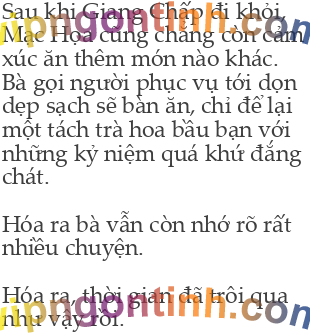 Sau khi Giang Chấp đi khỏi,
Mạc Họa cũng chẳng còn cảm
xúc ăn thêm món nào khác.
Bà gọi người phục vụ tới dọn
dẹp sạch sẽ bàn ăn, chỉ để lại
một tách trà hoa bầu bạn với
những kỷ niệm quá khứ đắng
chát.
Hóa ra bà vẫn còn nhớ rõ rất
nhiều chuyện.
Hóa ra, thời gian đã trôi qua
như vậy rồi.
vipngontinh.com
vipngontinh.com